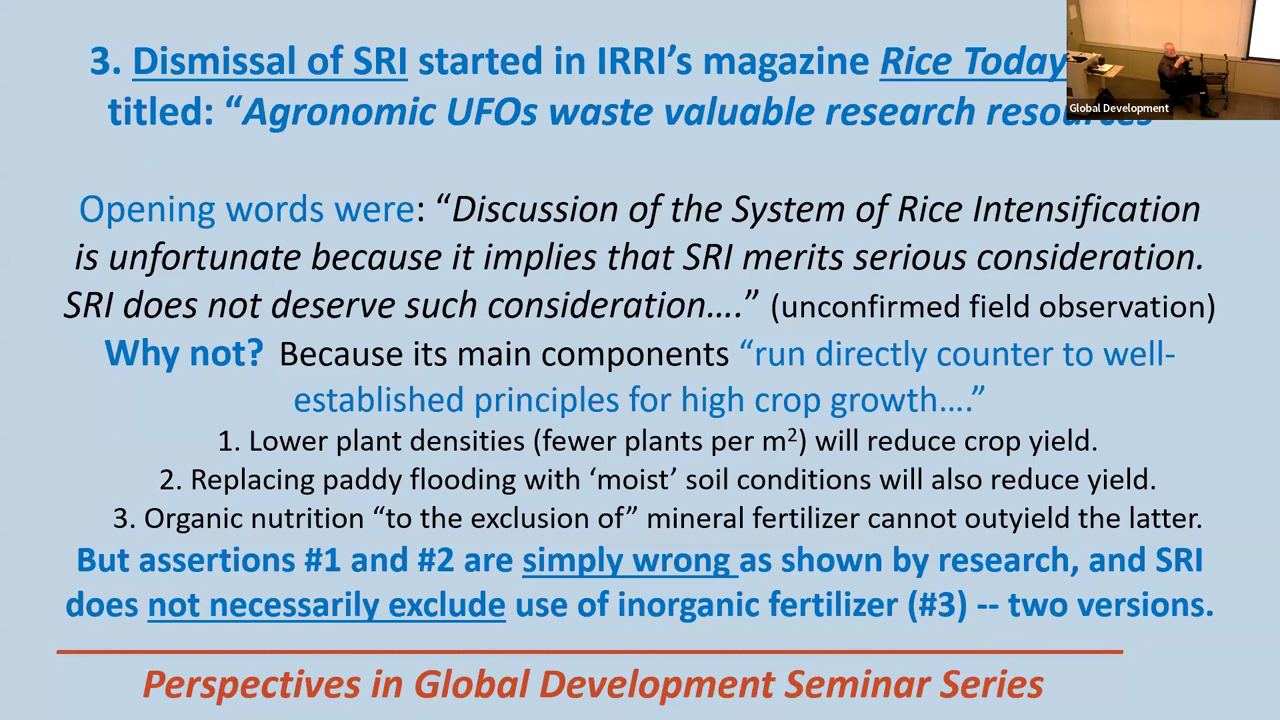 3. Dismissal of SRI started in IRRI’s magazine Rice Today
titled: “Agronomic UFOs waste valuable research
Global Development
Opening words were: “Discussion of the System of Rice Intensification
is unfortunate because it implies that SRI merits serious consideration.
SRI does not deserve such consideration….” (unconfirmed field observation)
Why not? Because its main components “run directly counter to well-
established principles for high crop growth….”
1. Lower plant densities (fewer plants per m²) will reduce crop yield.
2. Replacing paddy flooding with ‘moist’ soil conditions will also reduce yield.
3. Organic nutrition “to the exclusion of” mineral fertilizer cannot outyield the latter.
But assertions #1 and #2 are simply wrong as shown by research, and SRI
does not necessarily exclude use of inorganic fertilizer (#3) -- two versions.
Perspectives in Global Development Seminar Series